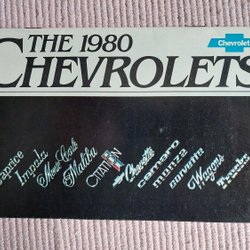 THE 1980
Chevrolet
CHEVROLETS
Caprice
Impala
Monte Carlo
Malibu
CITATION
Chevette
camaro
monza
corvette
Wagons
Trucks